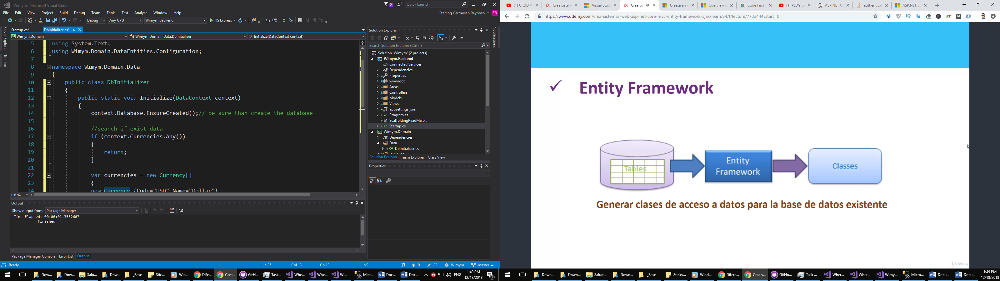 Wimym - Microsoft Visual Studio
2
Quick Launch
File Edit View Project Build Debug Team Tools Test Analyze Window Help
Starling Germosen Reynoso
SR
Debug Any CPU Wimym.Backend IIS Express
Server Explorer
Toolbox
Startup.cs*
DbInitializer.cs*
Wimym.Domain
Wimym.Domain.Data.DbInitializer
Initialize(DataContext context)
5 using System.Text;
6 using Wimym.Domain.DataEntities.Configuration;
7
8 namespace Wimym.Domain.Data
9 {
10 public class DbInitializer
11 {
12 public static void Initialize(DataContext context)
13 {
14 context.Database.EnsureCreated();// be sure than create the database
15
16 //search if exist data
17 if (context.Currencies.Any())
18 {
19 return;
20 }
21
22 var currencies = new Currency[]
23 {
24 new Currency {Code="USD",Name="Dollar"},
146 %
Output
Show output from: Package Manager
Time Elapsed: 00:00:01.3552607
========== Finished ==========
Package Manager Console Error List Output
Solution Explorer
Search Solution Explorer (Ctrl+;)
Solution 'Wimym' (2 projects)
Wimym.Backend
Connected Services
Dependencies
Properties
wwwroot
Areas
Controllers
Models
Views
appsettings.json
Program.cs
ScaffoldingReadMe.txt
Startup.cs
Wimym.Domain
Dependencies
Data
DbInitializer.cs
Solution Explorer Team Explorer Class View
Properties
Notifications
Ready Ln 25 Col 13 Ch 13 INS 0 82 Wimym master
Dow... Dow... Salu... Dow... _Base Stic... Win... Dife... Crea... GitH... Task... Whe... Whe... Wi... Micr... Doc... Doc... ENG
1:49 PM
12/18/2018
1
(1) CRUD A
Crea sistem
Visual Studi
Crea si
Create an
Overview o
Code First
(1) PLD's G
ASP.NET C
authentica
ASP.NET C
https://www.udemy.com/crea-sistemas-web-asp-net-core-mvc-entity-framework-ajax/learn/v4/t/lecture/7732444?start=0
IQ
Entity Framework
Tables
Entity
Framework
Classes
Generar clases de acceso a datos para la base de datos existente
Udemy
Down... Down... Salud... Down... _Base Sticky... Wind... Difere... Crea s... GitHu... Task ... Wher... Wher... Wimy... Micro... Docu... Docu...
1:49 PM
12/18/2018